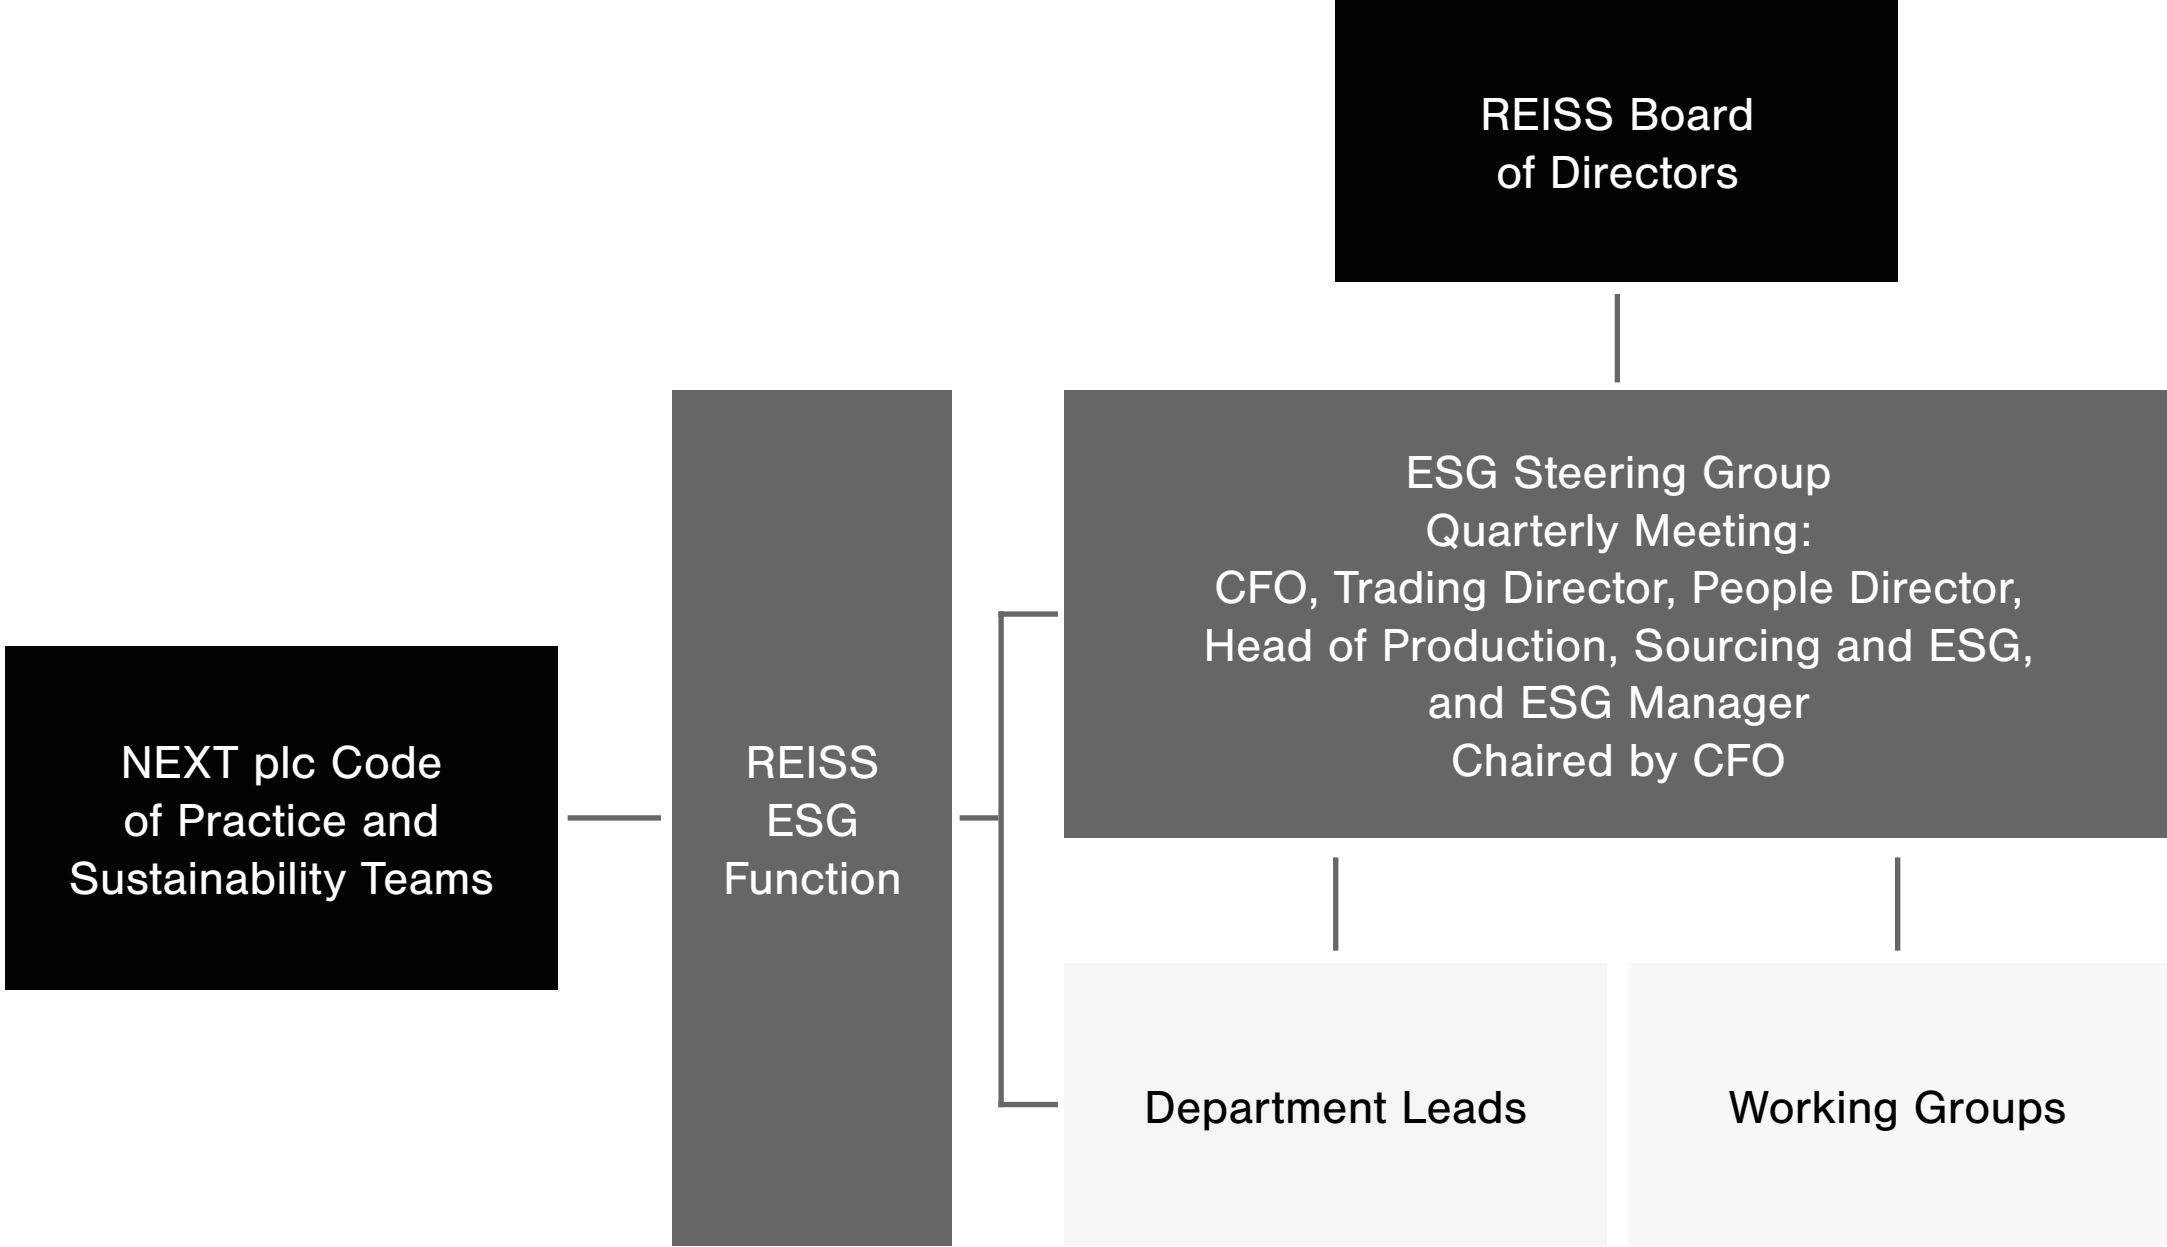 REISS Board
of Directors
ESG Steering Group
Quarterly Meeting:
CFO, Trading Director, People Director,
Head of Production, Sourcing and ESG,
and ESG Manager
Chaired by CFO
NEXT plc Code
of Practice and
Sustainability Teams
REISS
ESG
Function
Department Leads
Working Groups